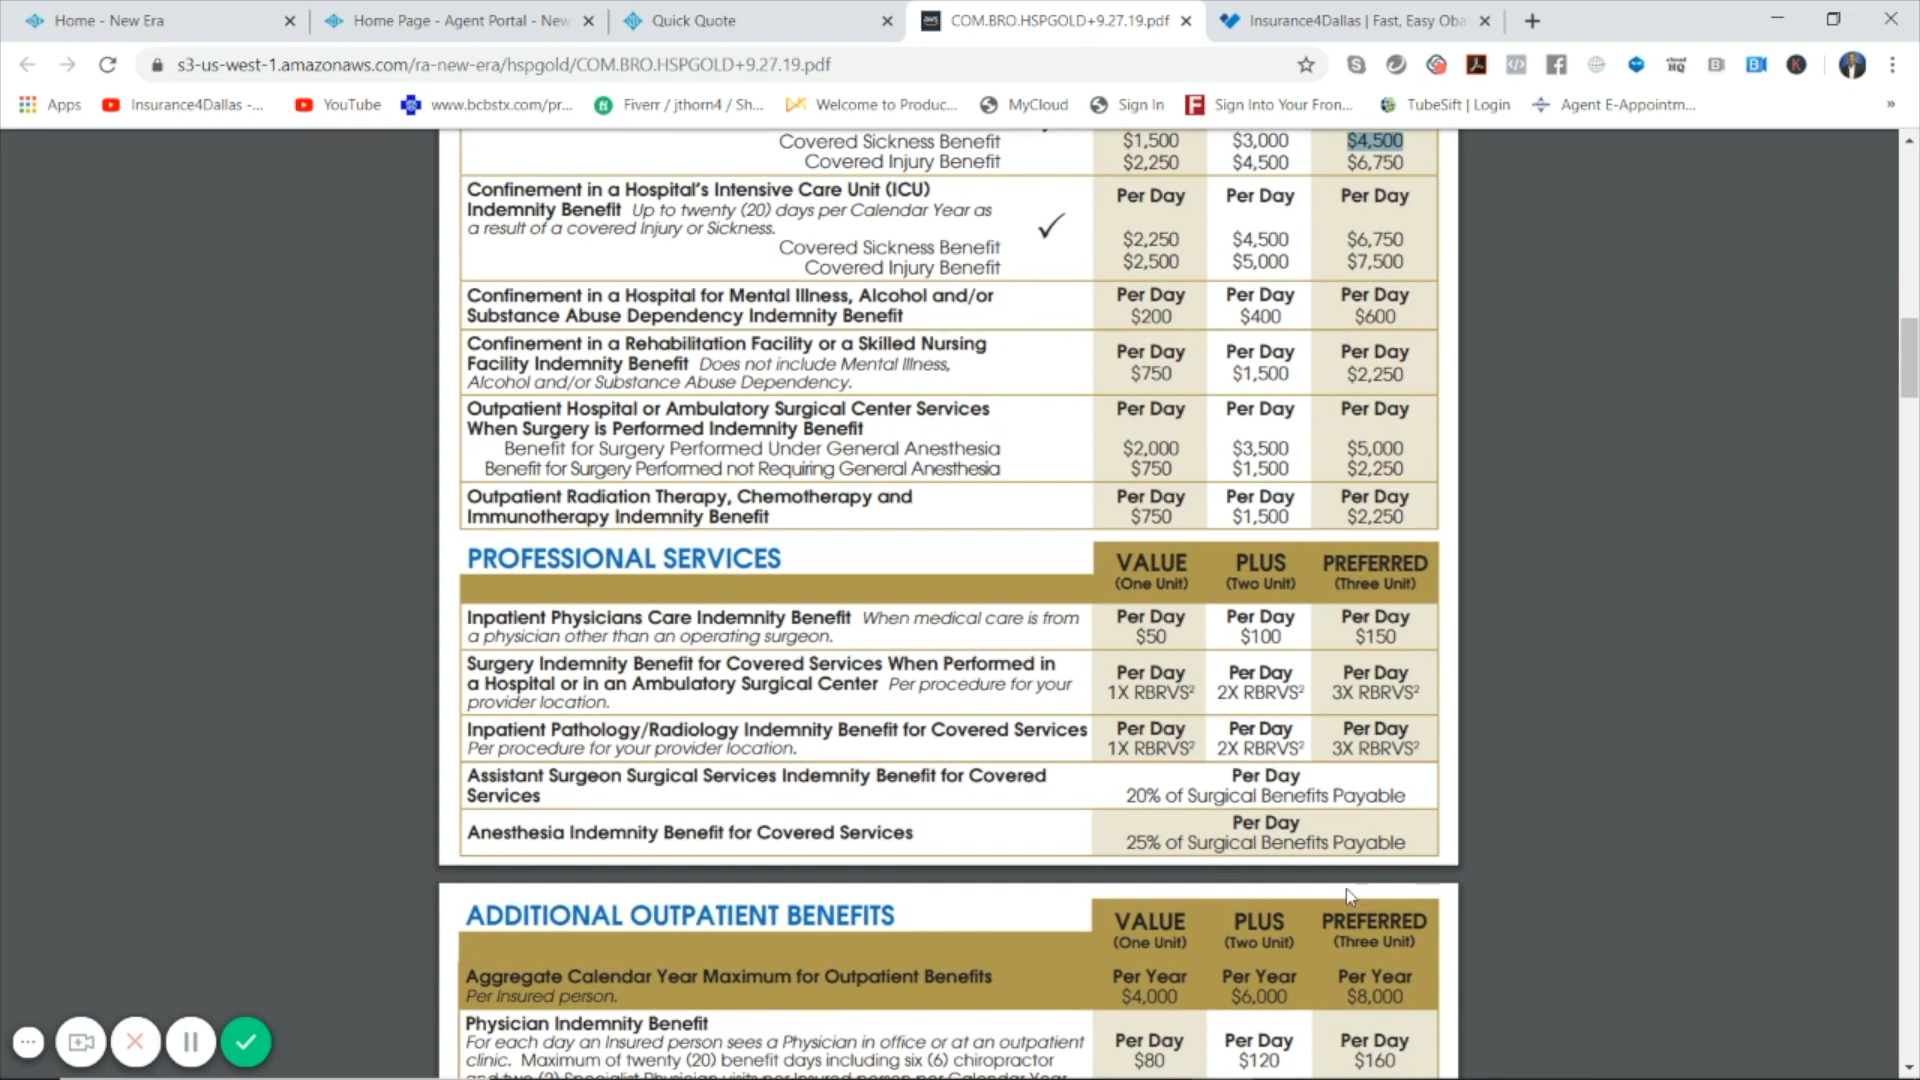 Home - New Era
Home Page - Agent Portal - New
Quick Quote
COM.BRO.HSPGOLD+9.27.19.pdf
Insurance4Dallas | Fast, Easy Oba
s3-us-west-1.amazonaws.com/ra-new-era/hspgold/COM.BRO.HSPGOLD+9.27.19.pdf
Apps
Insurance4Dallas -...
YouTube
www.bcbstx.com/pr...
Fiverr / jthorn4 / Sh...
Welcome to Produc...
MyCloud
Sign In
Sign Into Your Fron...
TubeSift | Login
Agent E-Appointm...
Covered Sickness Benefit $1,500 $3,000 $4,500
Covered Injury Benefit $2,250 $4,500 $6,750
Confinement in a Hospital's Intensive Care Unit (ICU) Per Day Per Day Per Day
Indemnity Benefit Up to twenty (20) days per Calendar Year as
a result of a covered Injury or Sickness.
Covered Sickness Benefit $2,250 $4,500 $6,750
Covered Injury Benefit $2,500 $5,000 $7,500
Confinement in a Hospital for Mental Illness, Alcohol and/or Per Day Per Day Per Day
Substance Abuse Dependency Indemnity Benefit $200 $400 $600
Confinement in a Rehabilitation Facility or a Skilled Nursing Per Day Per Day Per Day
Facility Indemnity Benefit Does not include Mental Illness, $750 $1,500 $2,250
Alcohol and/or Substance Abuse Dependency.
Outpatient Hospital or Ambulatory Surgical Center Services Per Day Per Day Per Day
When Surgery is Performed Indemnity Benefit
Benefit for Surgery Performed Under General Anesthesia $2,000 $3,500 $5,000
Benefit for Surgery Performed not Requiring General Anesthesia $750 $1,500 $2,250
Outpatient Radiation Therapy, Chemotherapy and Per Day Per Day Per Day
Immunotherapy Indemnity Benefit $750 $1,500 $2,250
PROFESSIONAL SERVICES VALUE PLUS PREFERRED
(One Unit) (Two Unit) (Three Unit)
Inpatient Physicians Care Indemnity Benefit When medical care is from Per Day Per Day Per Day
a physician other than an operating surgeon. $50 $100 $150
Surgery Indemnity Benefit for Covered Services When Performed in Per Day Per Day Per Day
a Hospital or in an Ambulatory Surgical Center Per procedure for your 1X RBRVS² 2X RBRVS² 3X RBRVS²
provider location.
Inpatient Pathology/Radiology Indemnity Benefit for Covered Services Per Day Per Day Per Day
Per procedure for your provider location. 1X RBRVS² 2X RBRVS² 3X RBRVS²
Assistant Surgeon Surgical Services Indemnity Benefit for Covered Per Day
Services 20% of Surgical Benefits Payable
Anesthesia Indemnity Benefit for Covered Services Per Day
25% of Surgical Benefits Payable
ADDITIONAL OUTPATIENT BENEFITS VALUE PLUS PREFERRED
(One Unit) (Two Unit) (Three Unit)
Aggregate Calendar Year Maximum for Outpatient Benefits Per Year Per Year Per Year
Per Insured person. $4,000 $6,000 $8,000
Physician Indemnity Benefit
For each day an Insured person sees a Physician in office or at an outpatient Per Day Per Day Per Day
clinic. Maximum of twenty (20) benefit days including six (6) chiropractor $80 $120 $160
and two (2) Specialist Physician visits per Insured person per Calendar Year